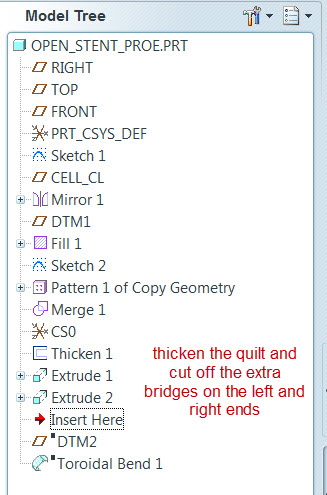 Model Tree
OPEN_STENT_PROE.PRT
RIGHT
TOP
FRONT
PRT_CSYS_DEF
Sketch 1
CELL_CL
Mirror 1
DTM1
Fill 1
Sketch 2
Pattern 1 of Copy Geometry
Merge 1
CS0
Thicken 1
Extrude 1
Extrude 2
Insert Here
DTM2
Toroidal Bend 1
thicken the quilt and
cut off the extra
bridges on the left and
right ends